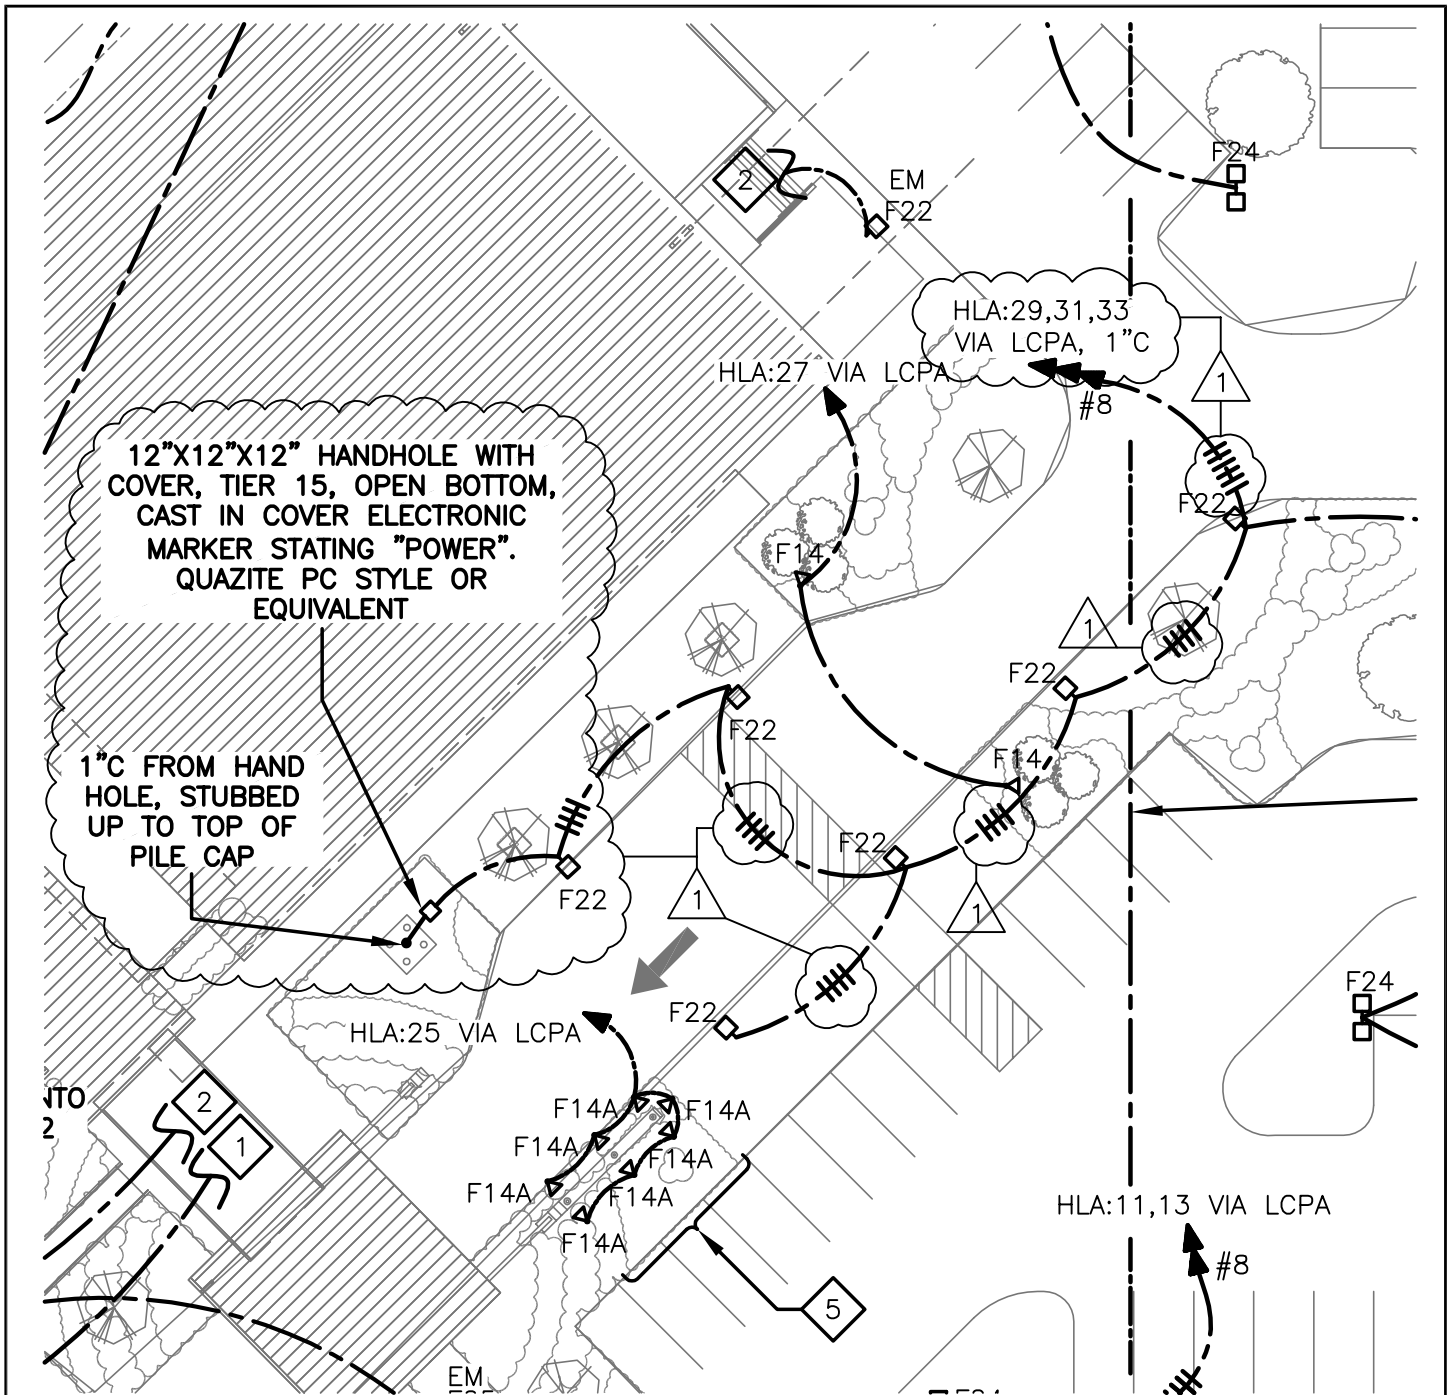 F24
2
EM
F22
HLA:29,31,33
VIA LCPA, 1"C
HLA:27 VIA LCPA
1
#8
12"X12"X12" HANDHOLE WITH
COVER, TIER 15, OPEN BOTTOM,
CAST IN COVER ELECTRONIC
MARKER STATING "POWER".
QUAZITE PC STYLE OR
EQUIVALENT
F22
F14
1
F22
F22
F14
1"C FROM HAND
HOLE, STUBBED
UP TO TOP OF
PILE CAP
F22
F22
1
1
F24
F22
HLA:25 VIA LCPA
NTO
2
2
1
F14A
F14A
F14A
F14A
F14A
F14A
F14A
HLA:11,13 VIA LCPA
#8
5
EM